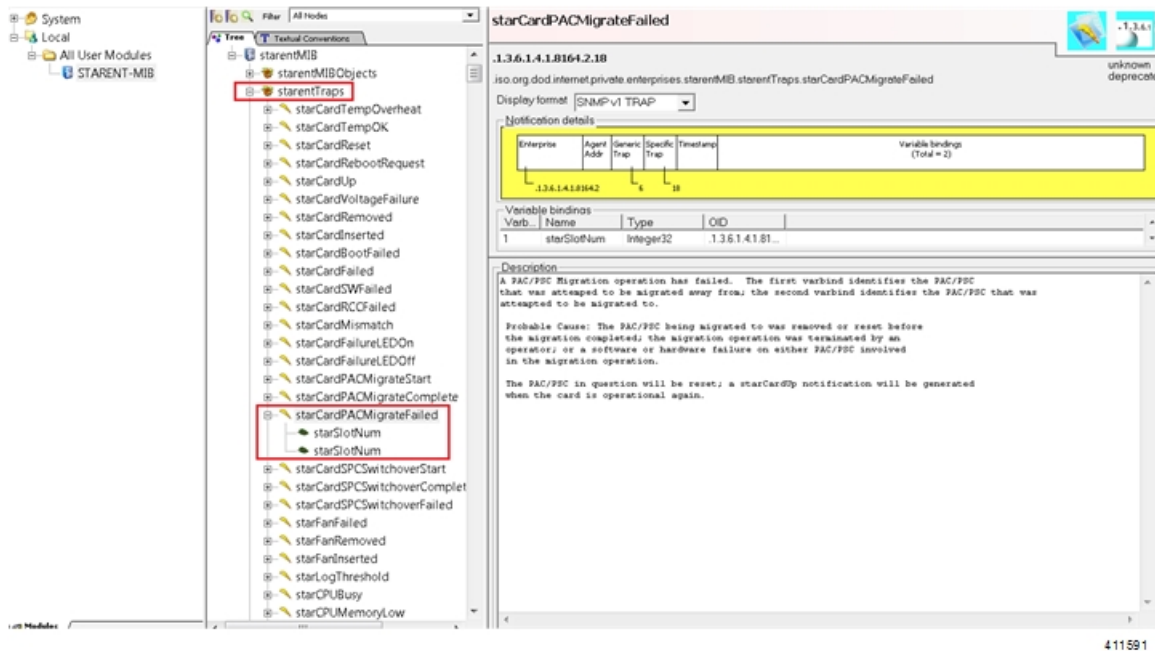 System
Local
All User Modules
STARENT-MIB
Modules
Filter All Nodes
Tree Textual Conventions
starentMIB
starentMIBObjects
starentTraps
starCardTempOverheat
starCardTempOK
starCardReset
starCardRebootRequest
starCardUp
starCardVoltageFailure
starCardRemoved
starCardInserted
starCardBootFailed
starCardFailed
starCardSWFailed
starCardRCCFailed
starCardMismatch
starCardFailureLEDOn
starCardFailureLEDOff
starCardPACMigrateStart
starCardPACMigrateComplete
starCardPACMigrateFailed
starSlotNum
starSlotNum
starCardSPCSwitchoverStart
starCardSPCSwitchoverComplet
starCardSPCSwitchoverFailed
starFanFailed
starFanRemoved
starFanInserted
starLogThreshold
starCPUBusy
starCPUMemoryLow
starCardPACMigrateFailed
.1.3.6.1
.1.3.6.1.4.1.8164.2.18
unknown
deprecate
.iso.org.dod.internet.private.enterprises.starentMIB.starentTraps.starCardPACMigrateFailed
Display format SNMP v1 TRAP
Notification details
Enterprise Agent Addr Generic Trap Specific Trap Timestamp Variable bindings
(Total = 2)
.1.3.6.1.4.1.8164.2 6 18
Variable bindings
Varb... Name Type OID
1 starSlotNum Integer32 .1.3.6.1.4.1.81...
Description
A PAC/PSC Migration operation has failed. The first varbind identifies the PAC/PSC
that was attemped to be migrated away from; the second varbind identifies the PAC/PSC that was
attempted to be migrated to.
Probable Cause: The PAC/PSC being migrated to was removed or reset before
the migration completed; the migration operation was terminated by an
operator; or a software or hardware failure on either PAC/PSC involved
in the migration operation.
The PAC/PSC in question will be reset; a starCardUp notification will be generated
when the card is operational again.
411591